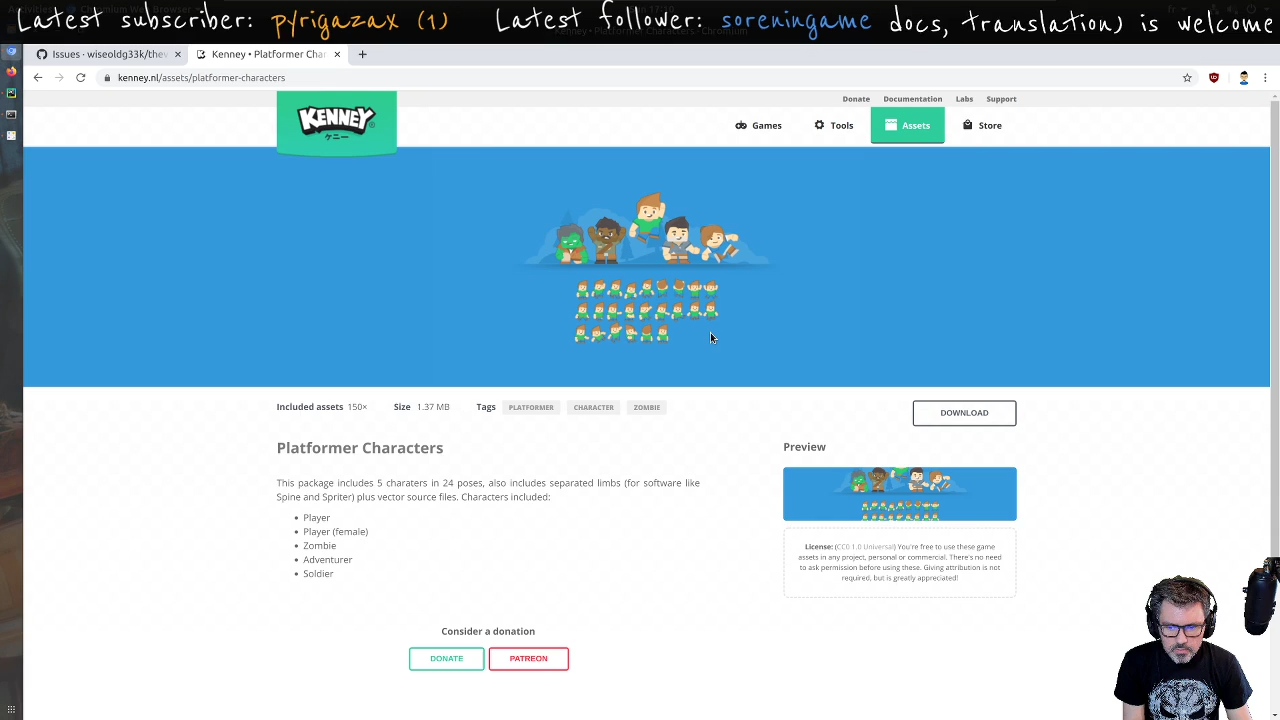 Latest subscriber: pyrigazax (1) Latest follower: soreningame docs, translation) is welcome
Issues · wiseoldg33k/thev
Kenney • Platformer Char
kenney.nl/assets/platformer-characters
Donate Documentation Labs Support
KENNEY
ケニー
Games Tools Assets Store
Included assets 150× Size 1.37 MB Tags PLATFORMER CHARACTER ZOMBIE
DOWNLOAD
Platformer Characters
Preview
This package includes 5 charaters in 24 poses, also includes separated limbs (for software like
Spine and Spriter) plus vector source files. Characters included:
• Player
• Player (female)
• Zombie
• Adventurer
• Soldier
License: (CC0 1.0 Universal) You're free to use these game
assets in any project, personal or commercial. There's no need
to ask permission before using these. Giving attribution is not
required, but is greatly appreciated!
Consider a donation
DONATE PATREON